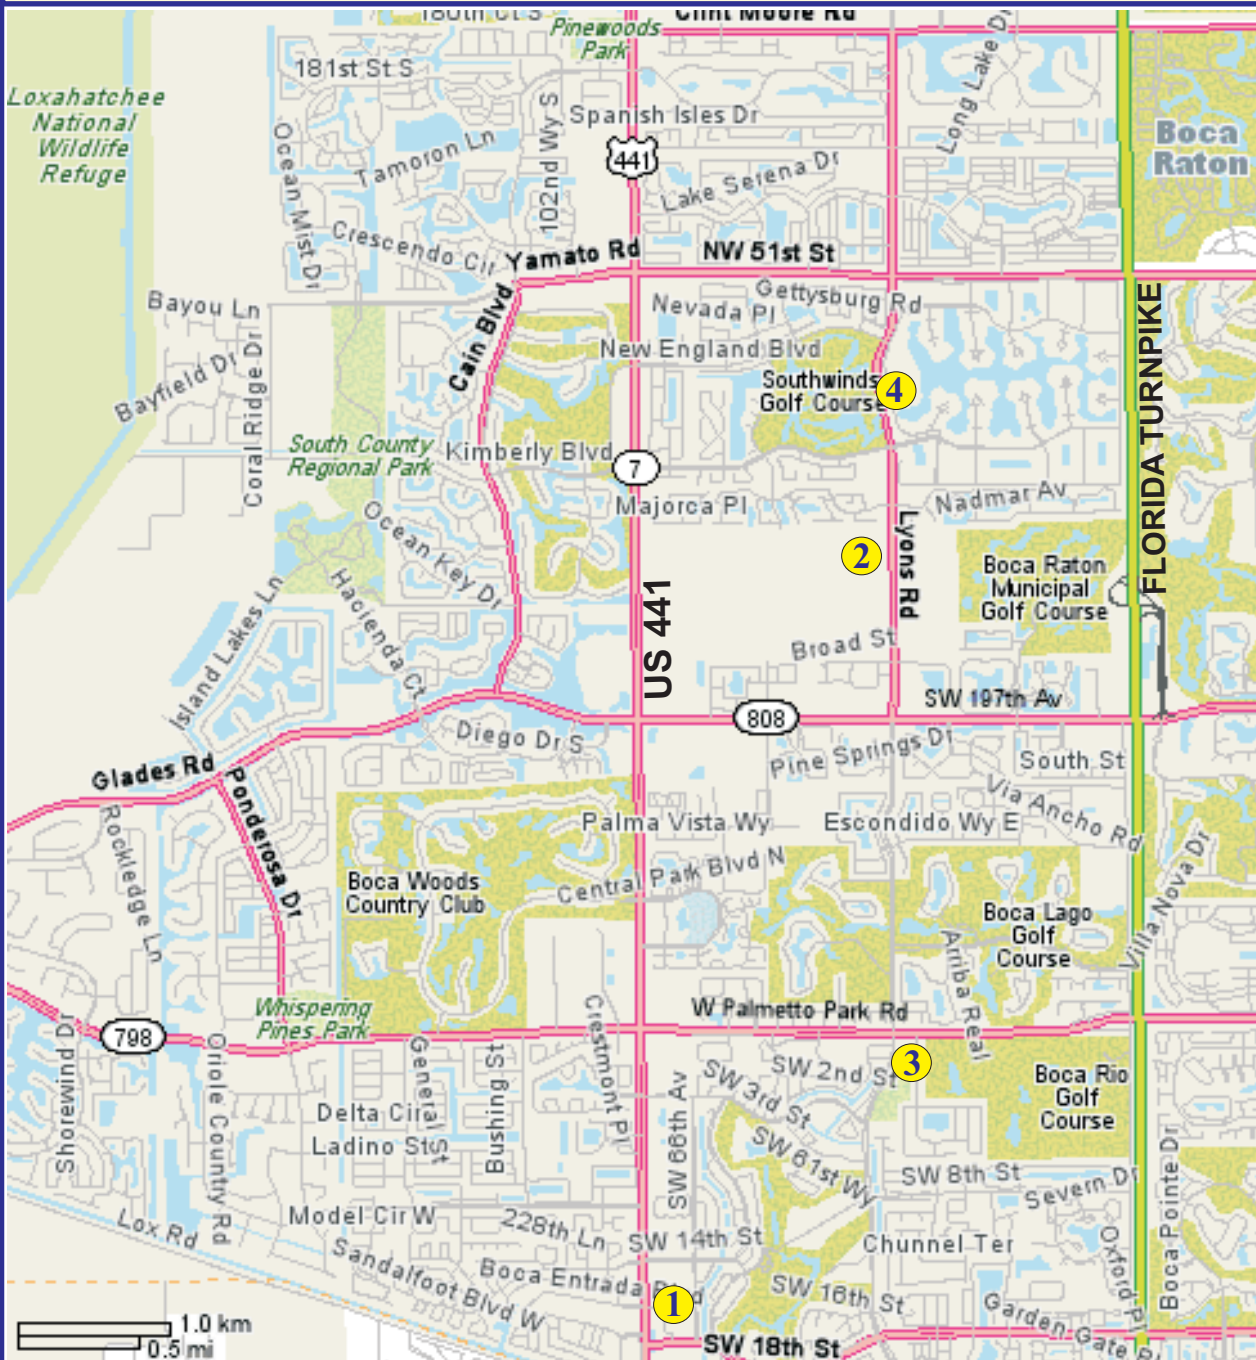 180th Ct S
Clint Moore Rd
Pinewoods
Park
181st St S
Long Lake Dr
Loxahatchee
National
Wildlife
Refuge
Spanish Isles Dr
Boca
Raton
441
Tamoron Ln
102nd Wy S
Ocean Mist Dr
Lake Serena Dr
Crescendo Cir
Yamato Rd
NW 51st St
Bayou Ln
Cain Blvd
Nevada Pl
Gettysburg Rd
FLORIDA TURNPIKE
New England Blvd
Bayfield Dr
Coral Ridge Dr
Southwinds
Golf Course
4
South County
Regional Park
Kimberly Blvd
7
Majorca Pl
Nadmar Av
Ocean Key Dr
Lyons Rd
2
Boca Raton
Municipal
Golf Course
Hacienda Ct
Island Lakes Ln
US 441
Broad St
SW 197th Av
808
Diego Dr S
Pine Springs Dr
South St
Glades Rd
Ponderosa Dr
Via Ancho Rd
Rockledge Ln
Palma Vista Wy
Escondido Wy E
Villa Nova Dr
Central Park Blvd N
Boca Woods
Country Club
Boca Lago
Golf
Course
Arriba Real
Whispering
Pines Park
W Palmetto Park Rd
798
Crestmont Pl
Shorewind Dr
Oriole Country Rd
General St
Bushing St
3
SW 2nd St
SW 3rd St
SW 66th Av
Boca Rio
Golf
Course
Delta Cir
Ladino St
SW 61st Wy
SW 8th St
Severn Dr
Boca Pointe Dr
Model Cir W
228th Ln
SW 14th St
Chunnel Ter
Oxford Pl
Lox Rd
Sandalfoot Blvd W
Boca Entrada Blvd
1
SW 16th St
Garden Gate Pl
SW 18th St
1.0 km
0.5 mi